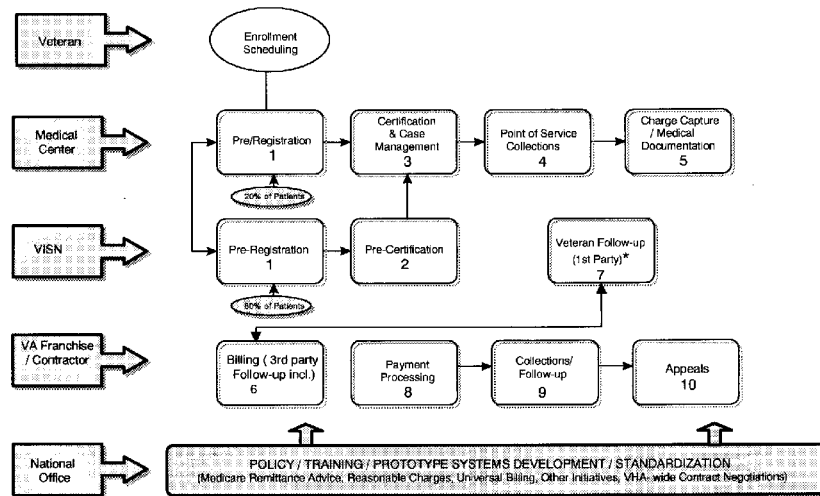 Veteran
Enrollment
Scheduling
Medical
Center
Pre/Registration
1
Certification
& Case
Management
3
Point of Service
Collections
4
Charge Capture
/ Medical
Documentation
5
20% of Patients
VISN
Pre-Registration
1
Pre-Certification
2
Veteran Follow-up
(1st Party)*
7
80% of Patients
VA Franchise
/ Contractor
Billing ( 3rd party
Follow-up incl.)
6
Payment
Processing
8
Collections/
Follow-up
9
Appeals
10
National
Office
POLICY / TRAINING / PROTOTYPE SYSTEMS DEVELOPMENT / STANDARDIZATION
(Medicare Remittance Advice, Reasonable Charges, Universal Billing, Other Initiatives, VHA- wide Contract Negotiations)